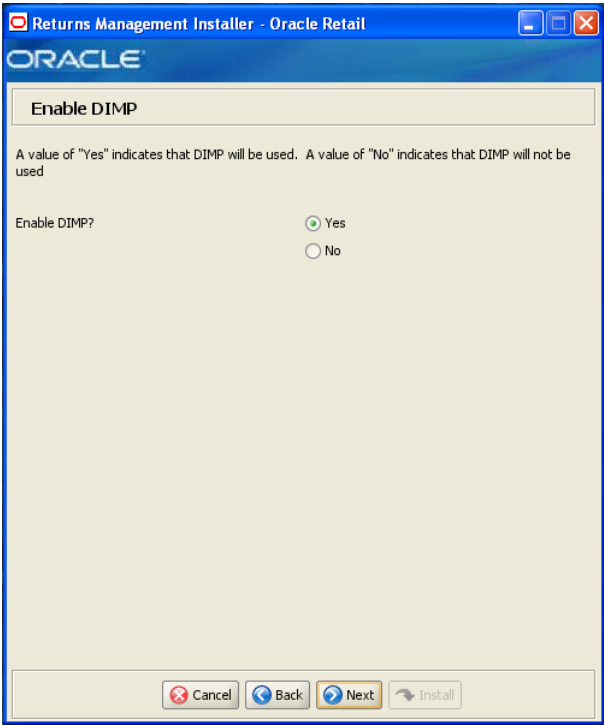 Returns Management Installer - Oracle Retail
ORACLE
Enable DIMP
A value of "Yes" indicates that DIMP will be used.  A value of "No" indicates that DIMP will not be
used
Enable DIMP?
Yes
No
Cancel
Back
Next
Install